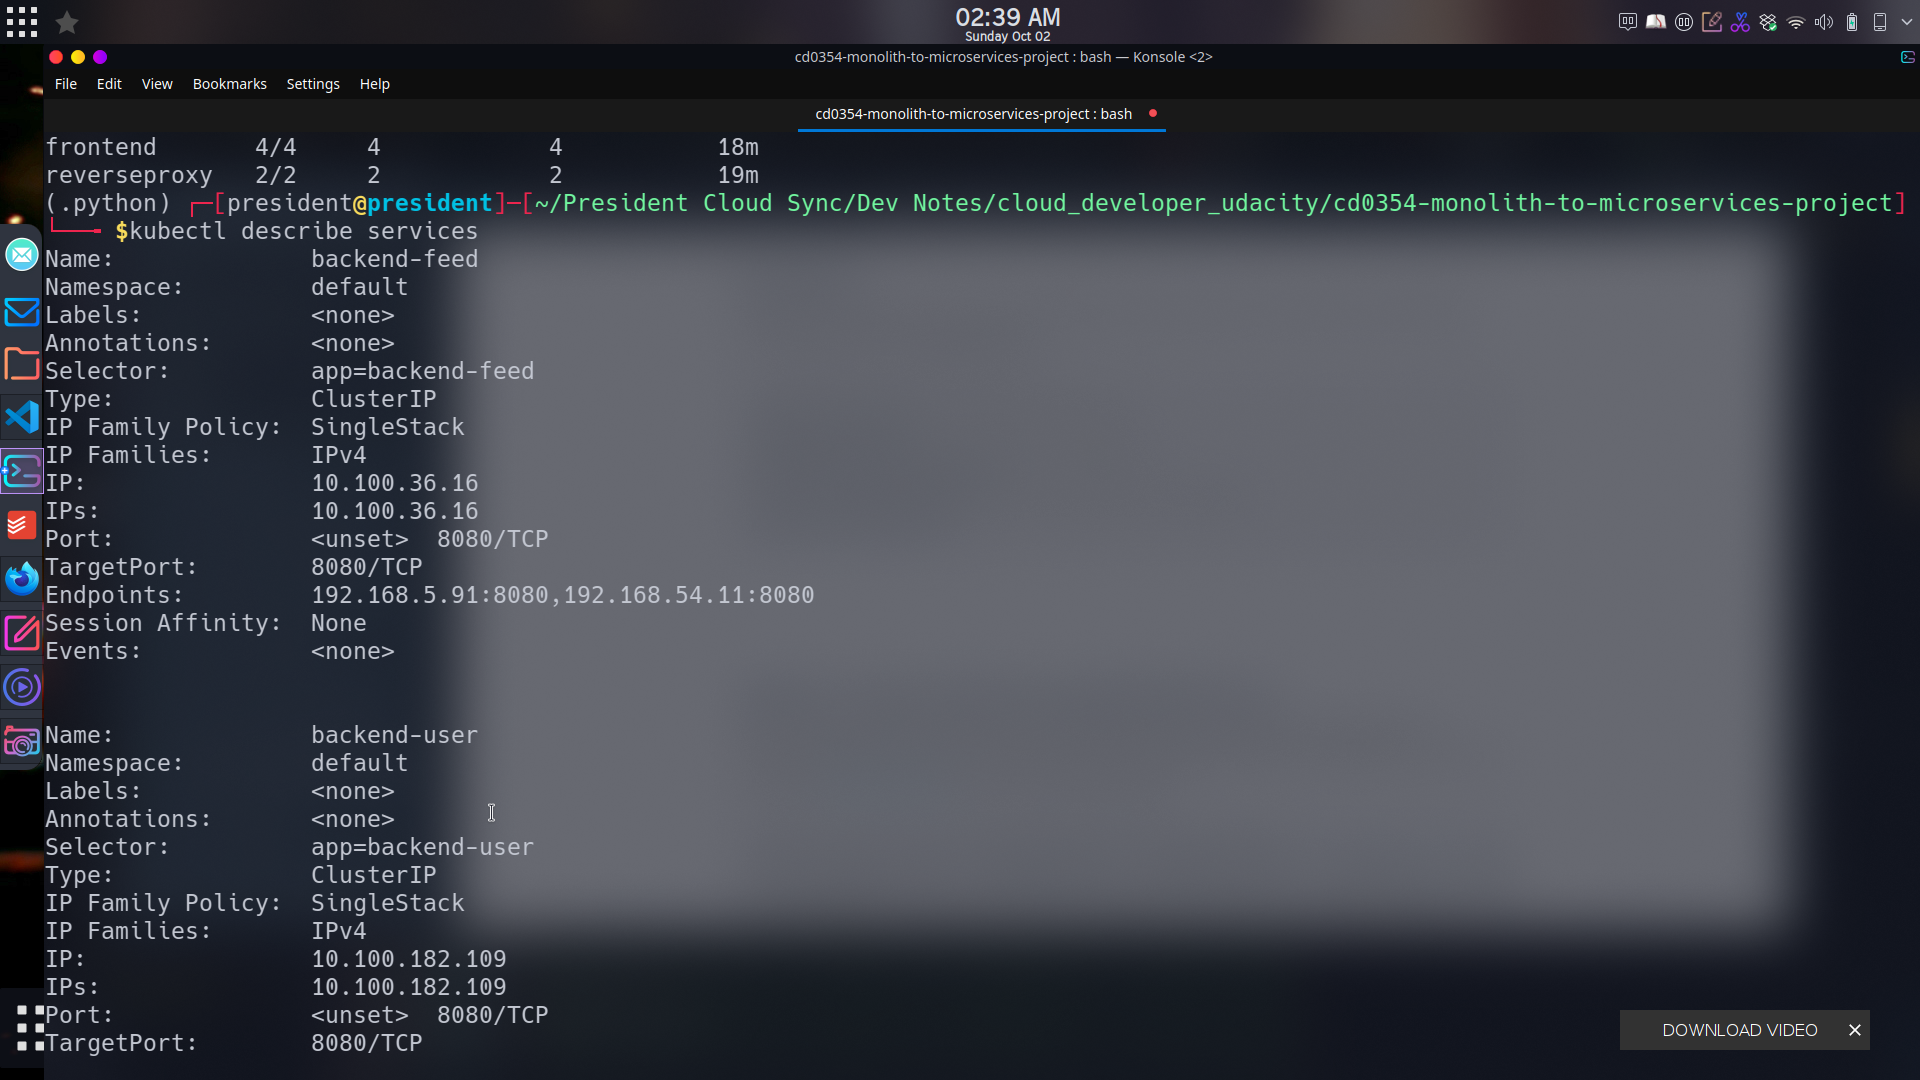 02:39 AM
Sunday Oct 02
cd0354-monolith-to-microservices-project : bash — Konsole <2>
File Edit View Bookmarks Settings Help
cd0354-monolith-to-microservices-project : bash
frontend 4/4 4 4 18m
reverseproxy 2/2 2 2 19m
(.python) ┌─[president@president]─[~/President Cloud Sync/Dev Notes/cloud_developer_udacity/cd0354-monolith-to-microservices-project]
└──╼ $kubectl describe services
Name: backend-feed
Namespace: default
Labels: <none>
Annotations: <none>
Selector: app=backend-feed
Type: ClusterIP
IP Family Policy: SingleStack
IP Families: IPv4
IP: 10.100.36.16
IPs: 10.100.36.16
Port: <unset> 8080/TCP
TargetPort: 8080/TCP
Endpoints: 192.168.5.91:8080,192.168.54.11:8080
Session Affinity: None
Events: <none>
Name: backend-user
Namespace: default
Labels: <none>
Annotations: <none>
Selector: app=backend-user
Type: ClusterIP
IP Family Policy: SingleStack
IP Families: IPv4
IP: 10.100.182.109
IPs: 10.100.182.109
Port: <unset> 8080/TCP
TargetPort: 8080/TCP
DOWNLOAD VIDEO ×